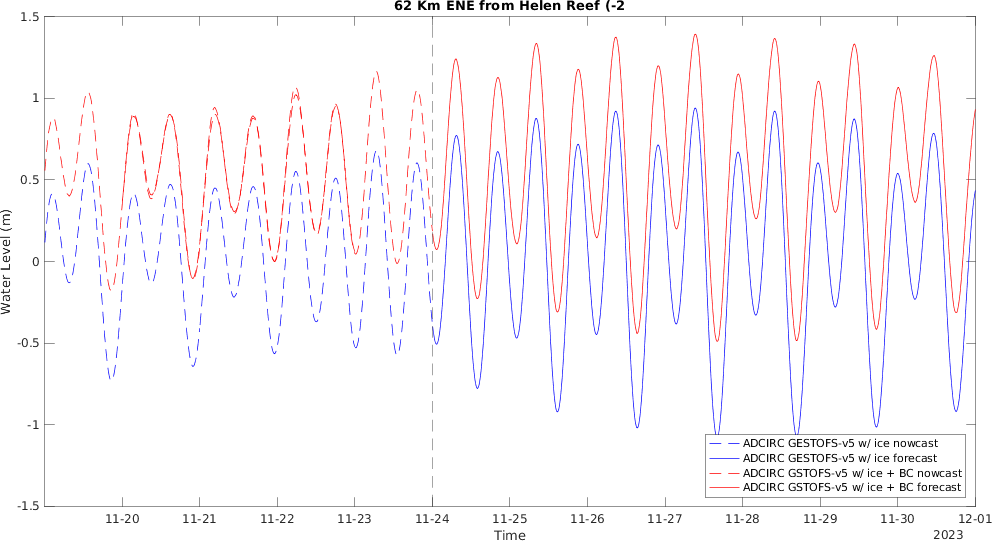 62 Km ENE from Helen Reef (-2
Water Level (m)
1.5
1
0.5
0
-0.5
-1
-1.5
ADCIRC GESTOFS-v5 w/ ice nowcast
ADCIRC GESTOFS-v5 w/ ice forecast
ADCIRC GSTOFS-v5 w/ ice + BC nowcast
ADCIRC GSTOFS-v5 w/ ice + BC forecast
11-20 11-21 11-22 11-23 11-24 11-25 11-26 11-27 11-28 11-29 11-30 12-01
Time
2023